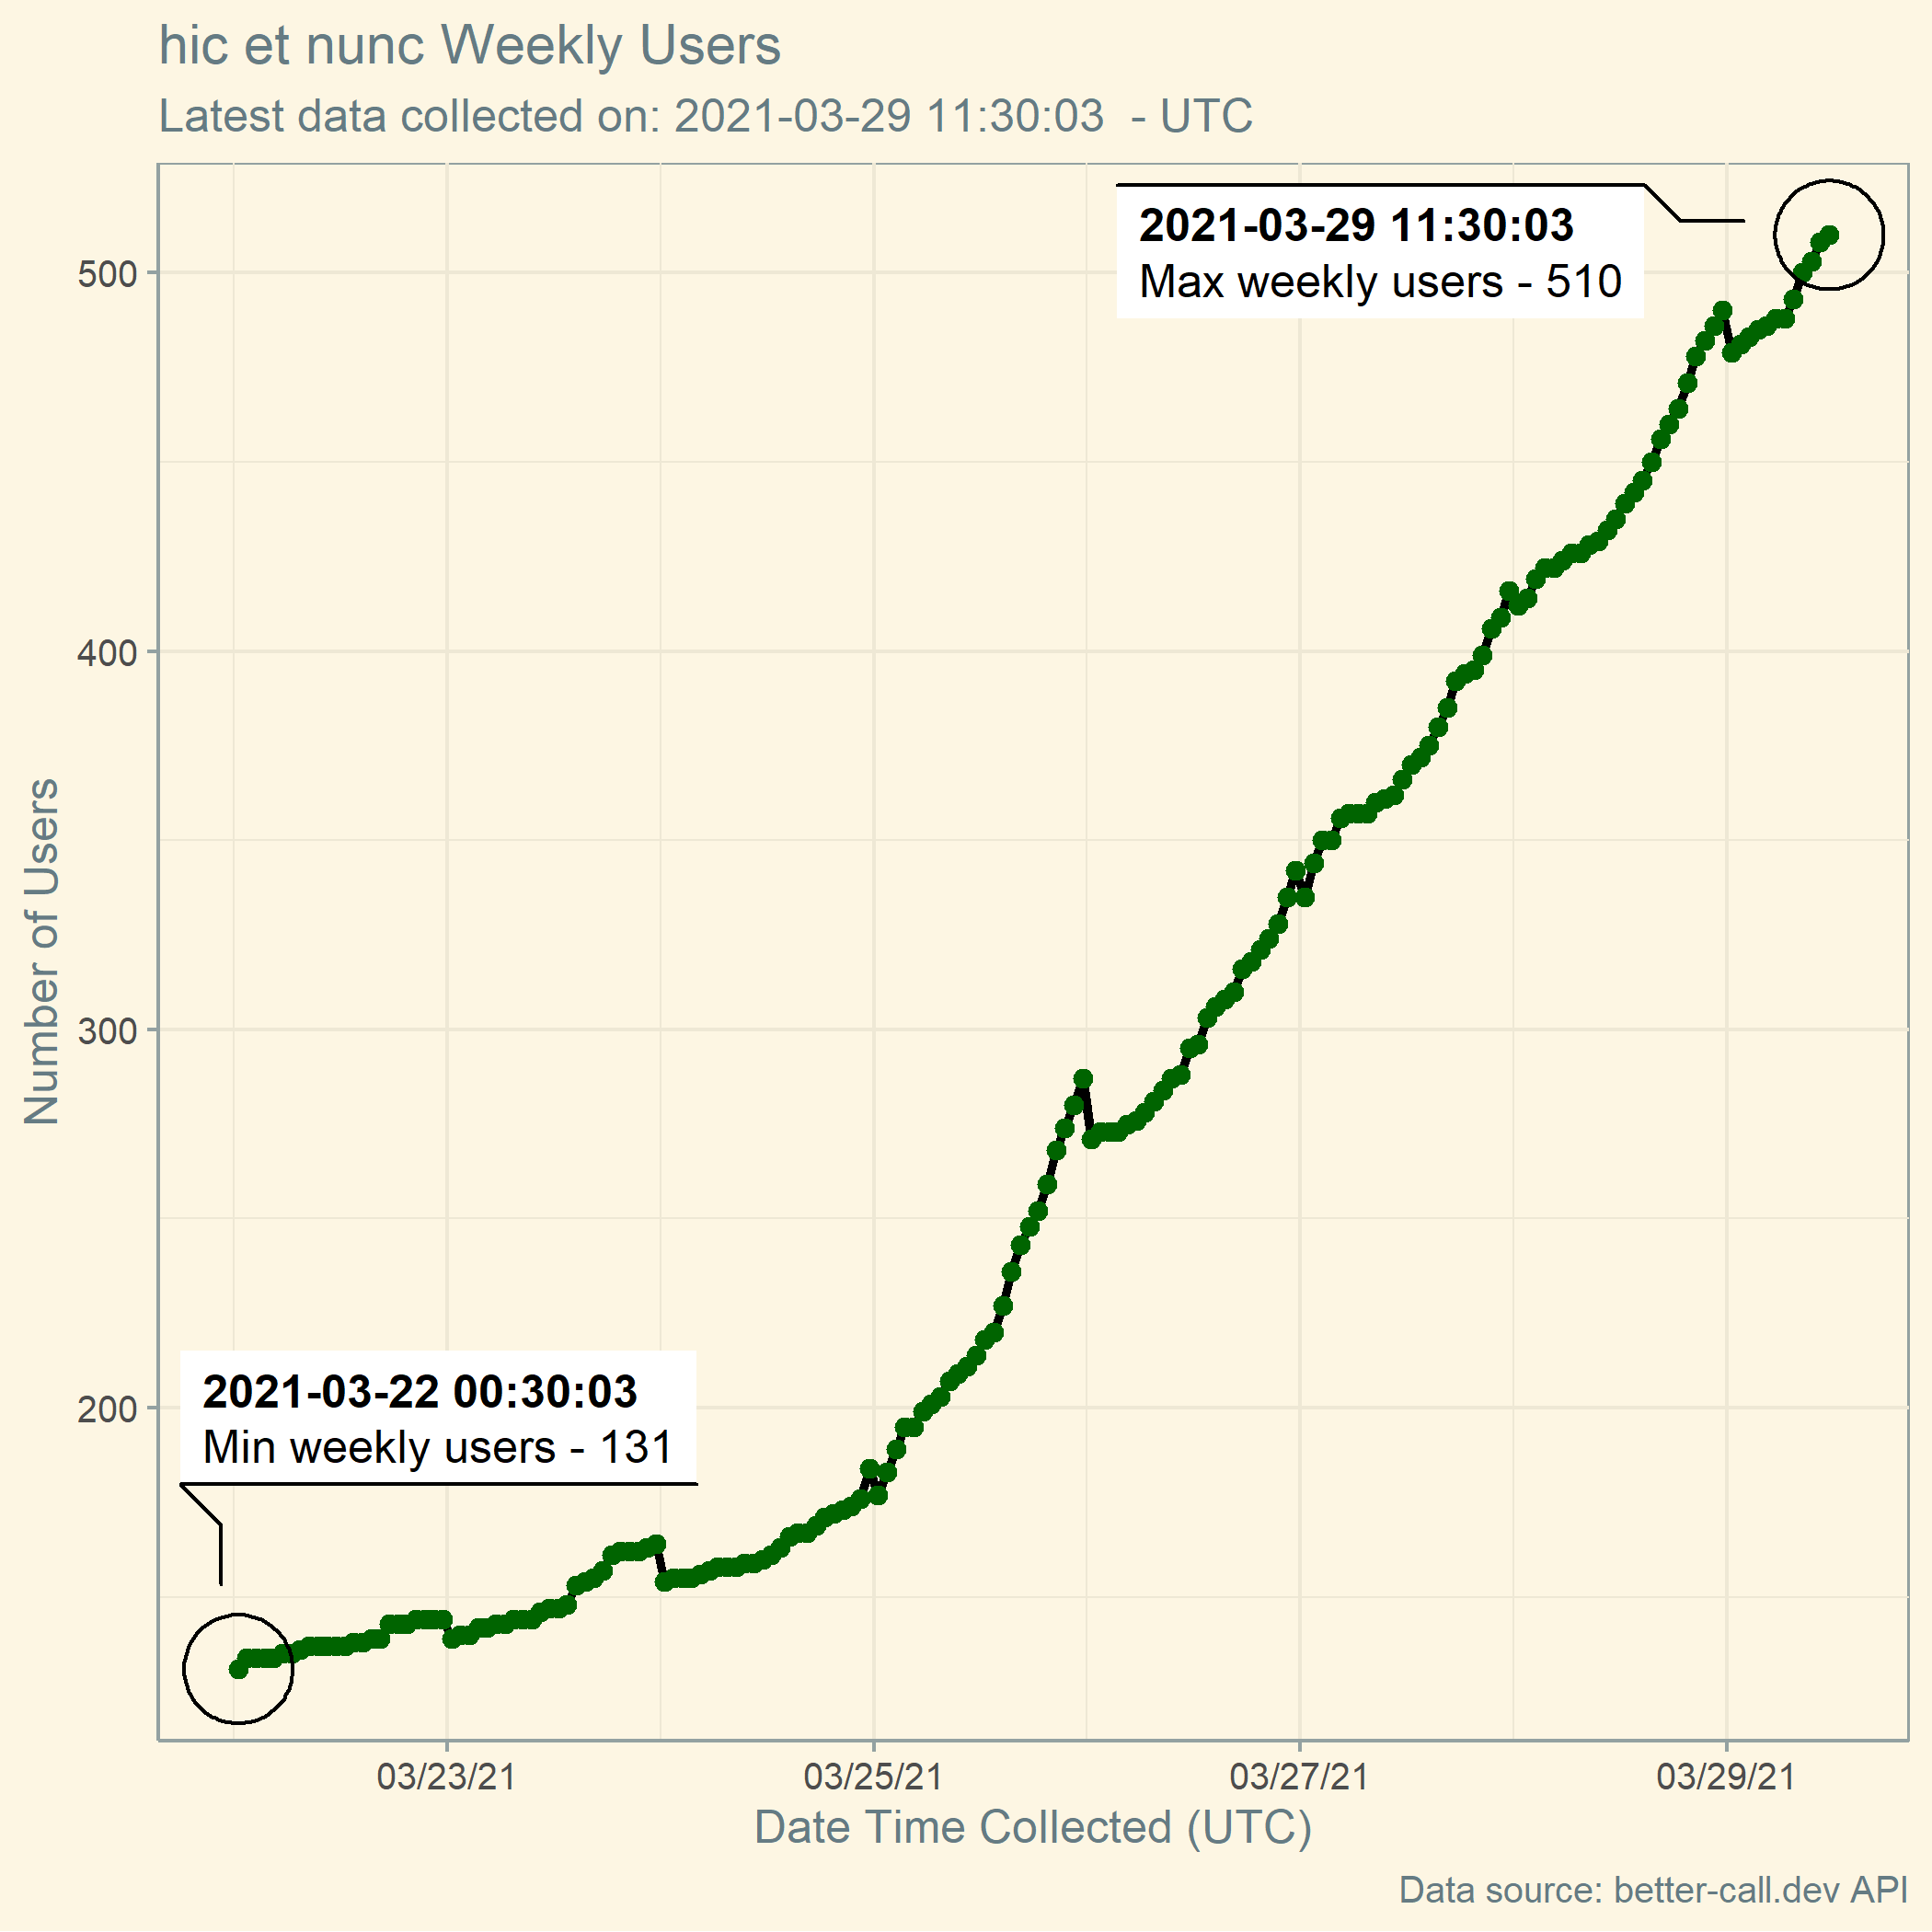 hic et nunc Weekly Users
Latest data collected on: 2021-03-29 11:30:03  - UTC
2021-03-29 11:30:03
Max weekly users - 510
500
400
300
200
Number of Users
2021-03-22 00:30:03
Min weekly users - 131
03/23/21 03/25/21 03/27/21 03/29/21
Date Time Collected (UTC)
Data source: better-call.dev API